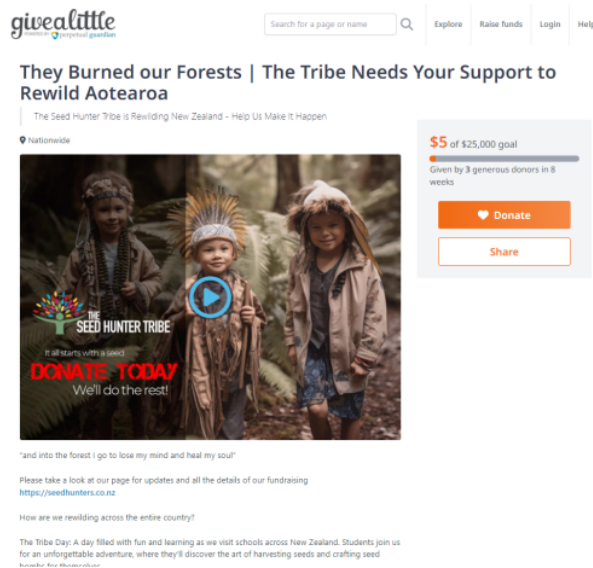 givealittle
POWERED BY perpetual guardian
Search for a page or name
Explore
Raise funds
Login
Help
They Burned our Forests | The Tribe Needs Your Support to
Rewild Aotearoa
The Seed Hunter Tribe is Rewilding New Zealand - Help Us Make It Happen
Nationwide
$5 of $25,000 goal
Given by 3 generous donors in 8
weeks
Donate
Share
THE
SEED HUNTER TRIBE
It all starts with a seed
DONATE TODAY
We'll do the rest!
"and into the forest I go to lose my mind and heal my soul"
Please take a look at our page for updates and all the details of our fundraising
https://seedhunters.co.nz
How are we rewilding across the entire country?
The Tribe Day: A day filled with fun and learning as we visit schools across New Zealand. Students join us
for an unforgettable adventure, where they'll discover the art of harvesting seeds and crafting seed
bombs for themselves